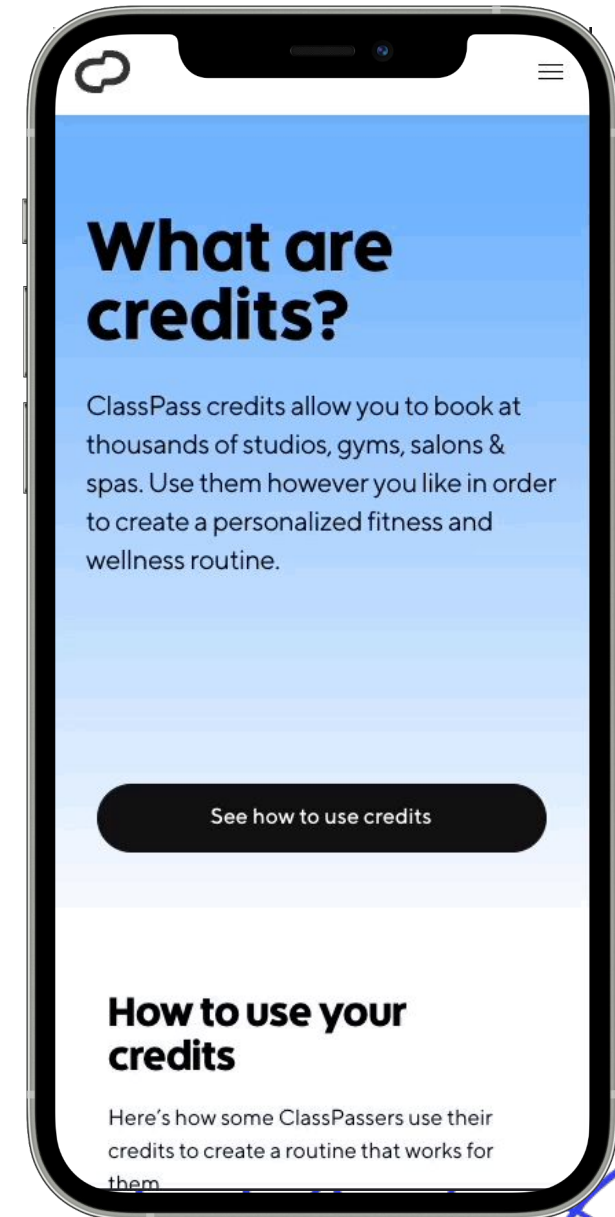 What are
credits?
ClassPass credits allow you to book at
thousands of studios, gyms, salons &
spas. Use them however you like in order
to create a personalized fitness and
wellness routine.
See how to use credits
How to use your
credits
Here’s how some ClassPassers use their
credits to create a routine that works for
them